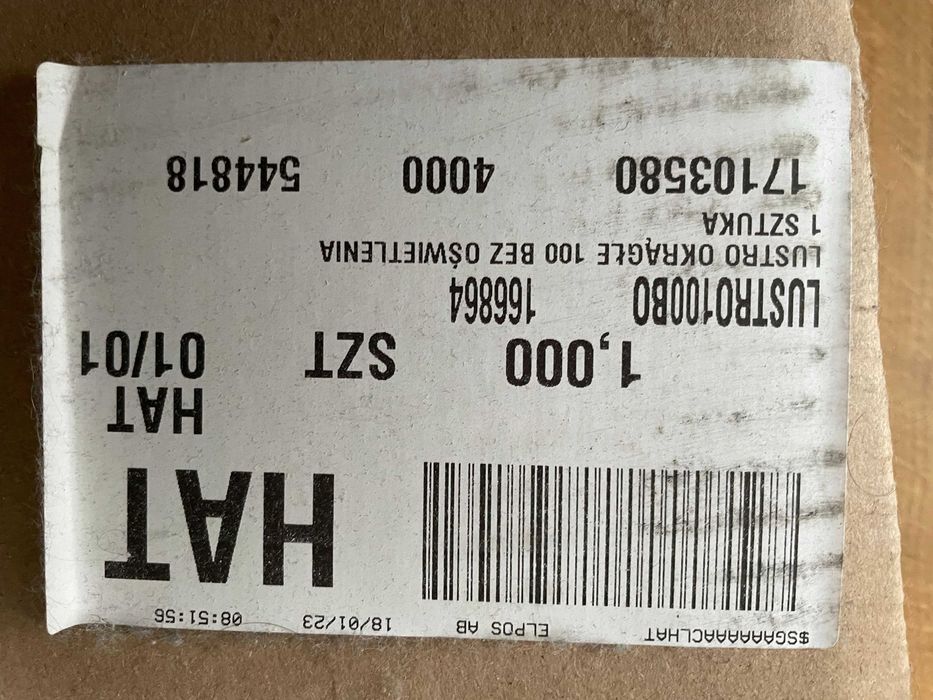 $SGAAAAAACLHAT ELPOS AB 18/01/23 08:51:56
HAT
HAT
1,000 SZT 01/01
LUSTRO100BO 166864
LUSTRO OKRĄGŁE 100 BEZ OŚWIETLENIA
1 SZTUKA
17103580 4000 544818